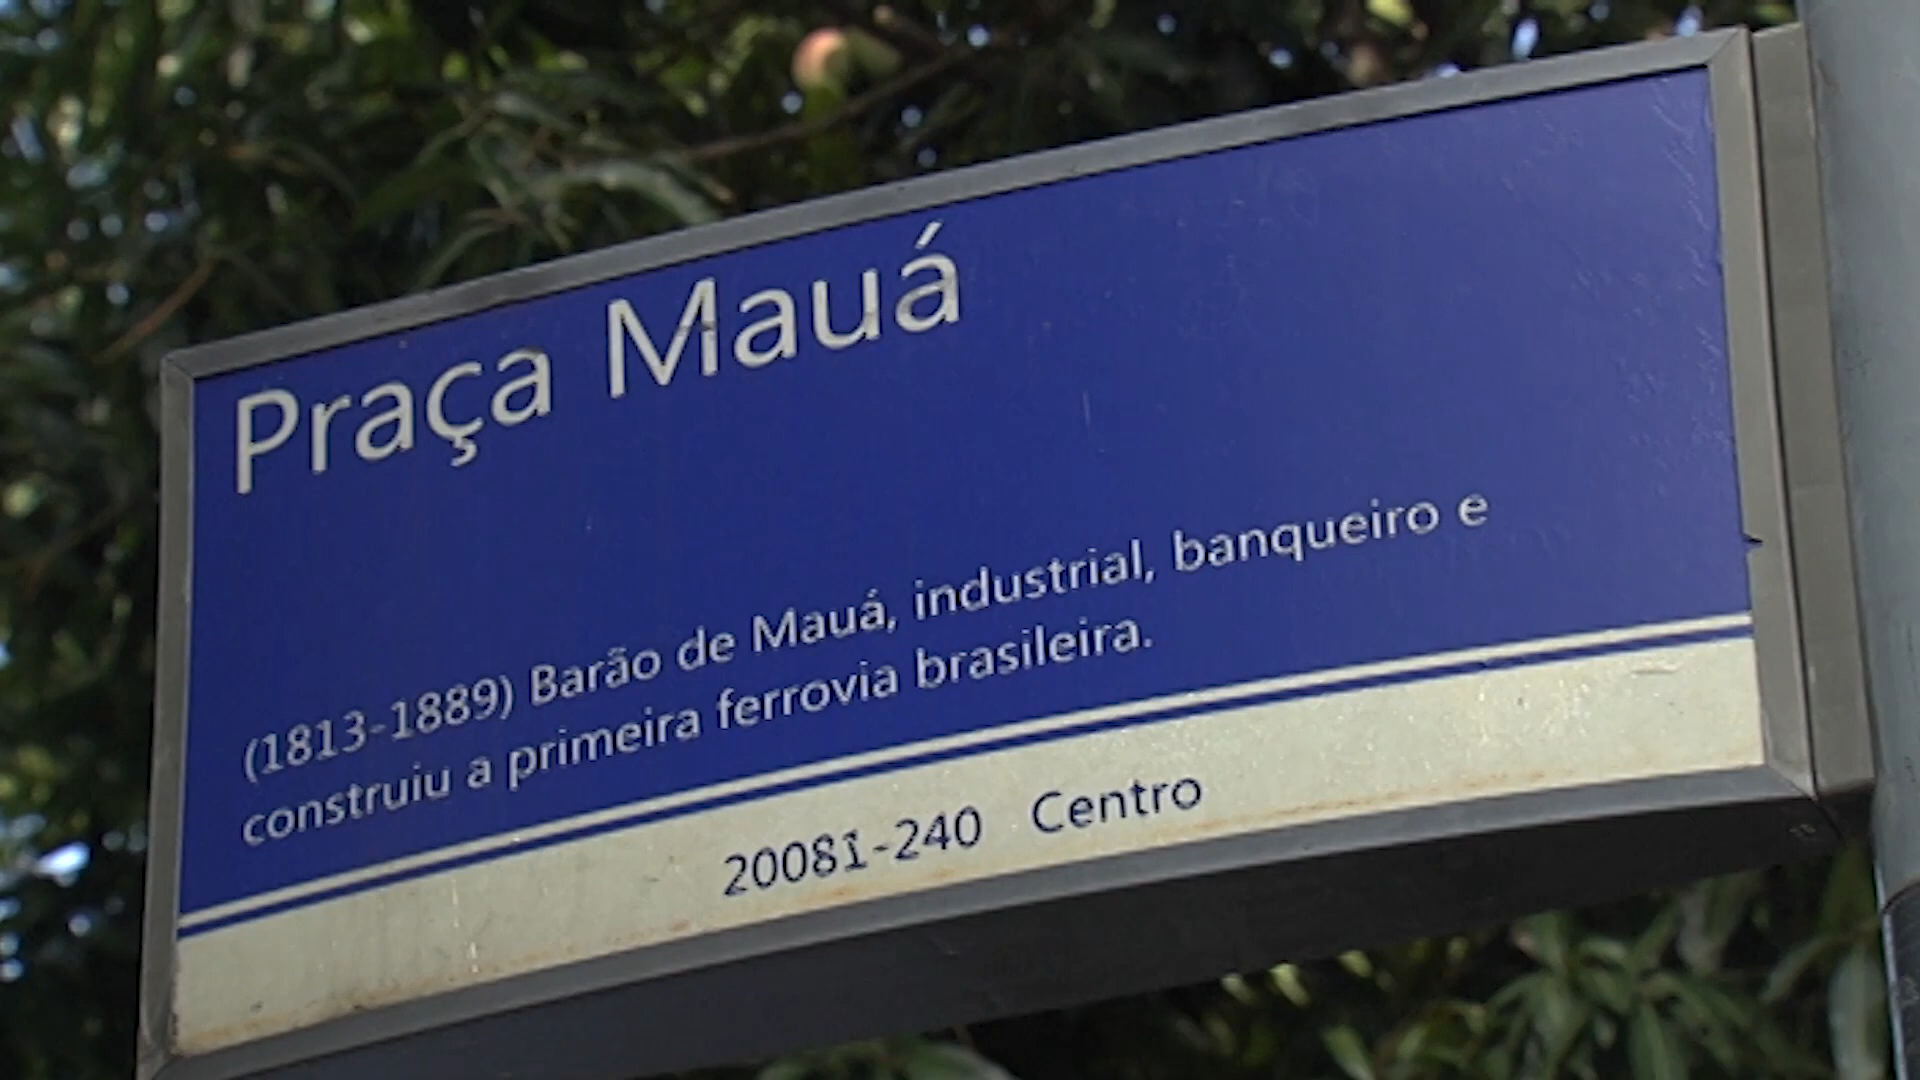 Praça Mauá
(1813-1889) Barão de Mauá, industrial, banqueiro e
construiu a primeira ferrovia brasileira.
20081-240 Centro